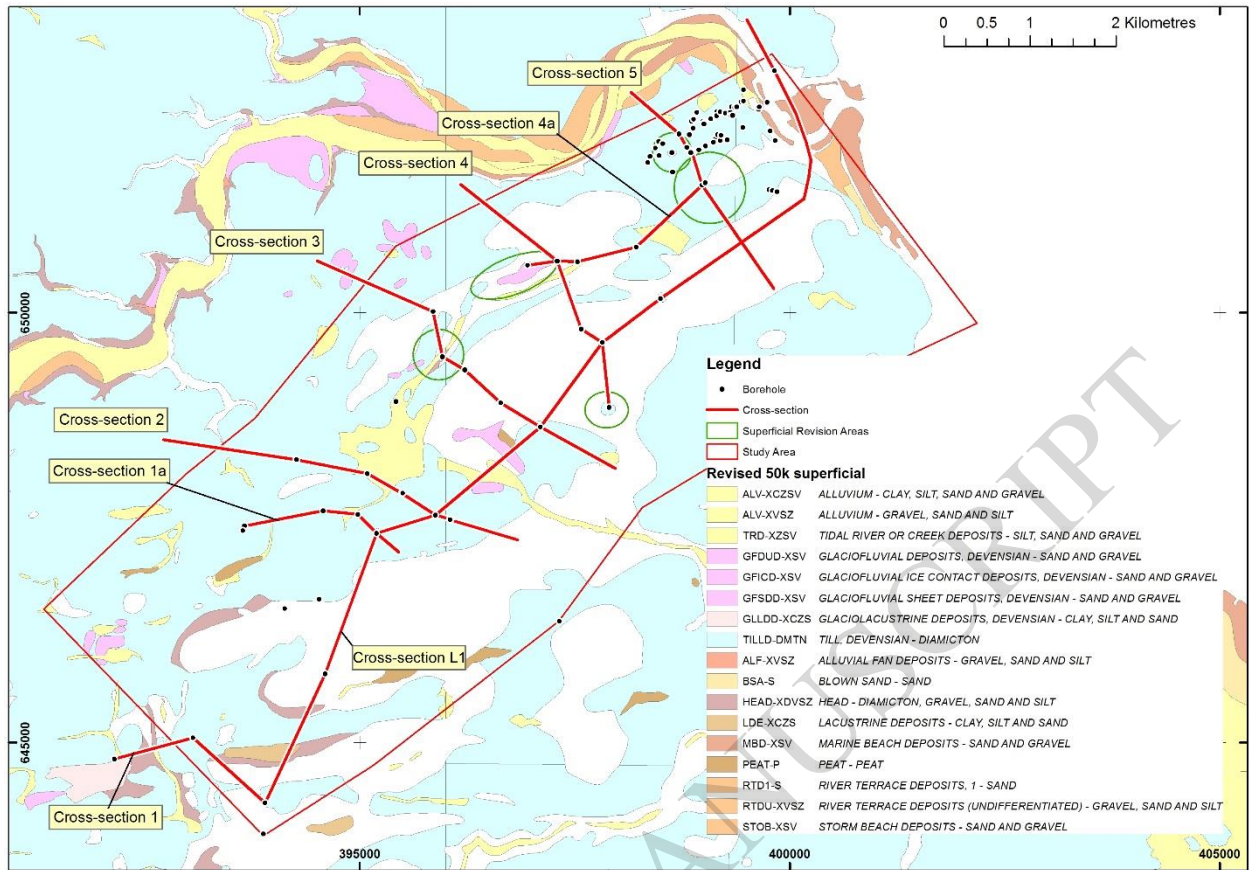 0 0.5 1 2 Kilometres
Cross-section 5
Cross-section 4a
Cross-section 4
Cross-section 3
650000
Cross-section 2
Cross-section 1a
Cross-section L1
645000
Cross-section 1
395000
400000
405000
Legend
Borehole
Cross-section
Superficial Revision Areas
Study Area
Revised 50k superficial
ALV-XCZSV ALLUVIUM - CLAY, SILT, SAND AND GRAVEL
ALV-XVSZ ALLUVIUM - GRAVEL, SAND AND SILT
TRD-XZSV TIDAL RIVER OR CREEK DEPOSITS - SILT, SAND AND GRAVEL
GFDUD-XSV GLACIOFLUVIAL DEPOSITS, DEVENSIAN - SAND AND GRAVEL
GFICD-XSV GLACIOFLUVIAL ICE CONTACT DEPOSITS, DEVENSIAN - SAND AND GRAVEL
GFSDD-XSV GLACIOFLUVIAL SHEET DEPOSITS, DEVENSIAN - SAND AND GRAVEL
GLLDD-XCZS GLACIOLACUSTRINE DEPOSITS, DEVENSIAN - CLAY, SILT AND SAND
TILLD-DMTN TILL, DEVENSIAN - DIAMICTON
ALF-XVSZ ALLUVIAL FAN DEPOSITS - GRAVEL, SAND AND SILT
BSA-S BLOWN SAND - SAND
HEAD-XDVSZ HEAD - DIAMICTON, GRAVEL, SAND AND SILT
LDE-XCZS LACUSTRINE DEPOSITS - CLAY, SILT AND SAND
MBD-XSV MARINE BEACH DEPOSITS - SAND AND GRAVEL
PEAT-P PEAT - PEAT
RTD1-S RIVER TERRACE DEPOSITS, 1 - SAND
RTDU-XVSZ RIVER TERRACE DEPOSITS (UNDIFFERENTIATED) - GRAVEL, SAND AND SILT
STOB-XSV STORM BEACH DEPOSITS - SAND AND GRAVEL
395000
400000
405000
ANUSCRIPT